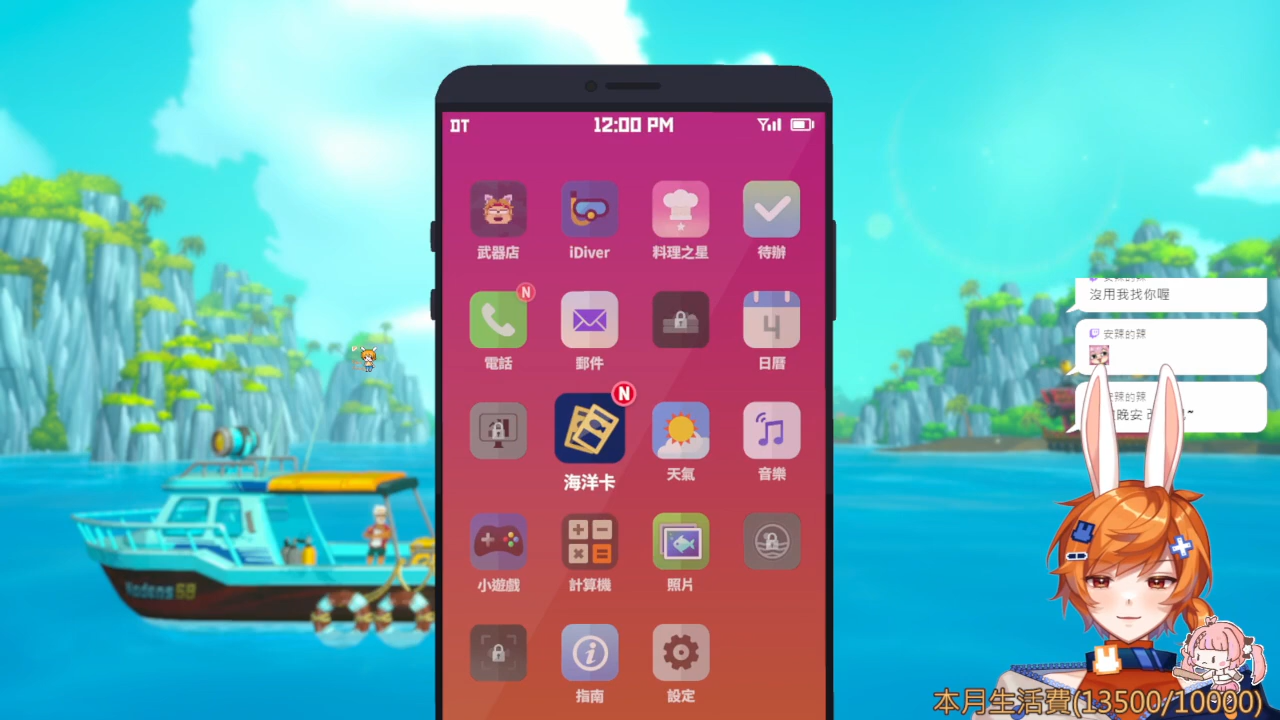 DT
12:00 PM
武器店
iDiver
料理之星
待辦
N
電話
郵件
4
日曆
N
海洋卡
天氣
音樂
小遊戲
計算機
照片
指南
設定
沒用我找你喔
安辣的辣
辣的辣
晚安
本月生活費(13500/10000)